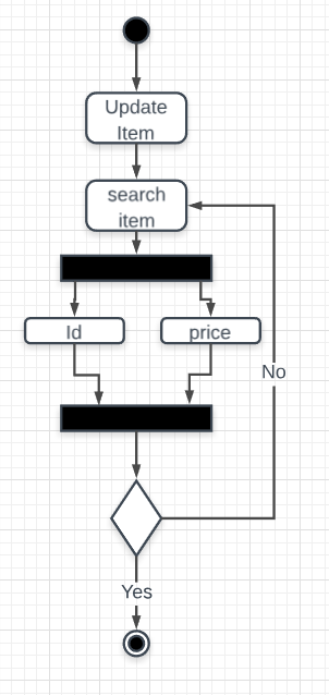 Update
Item
search
item
Id
price
No
Yes